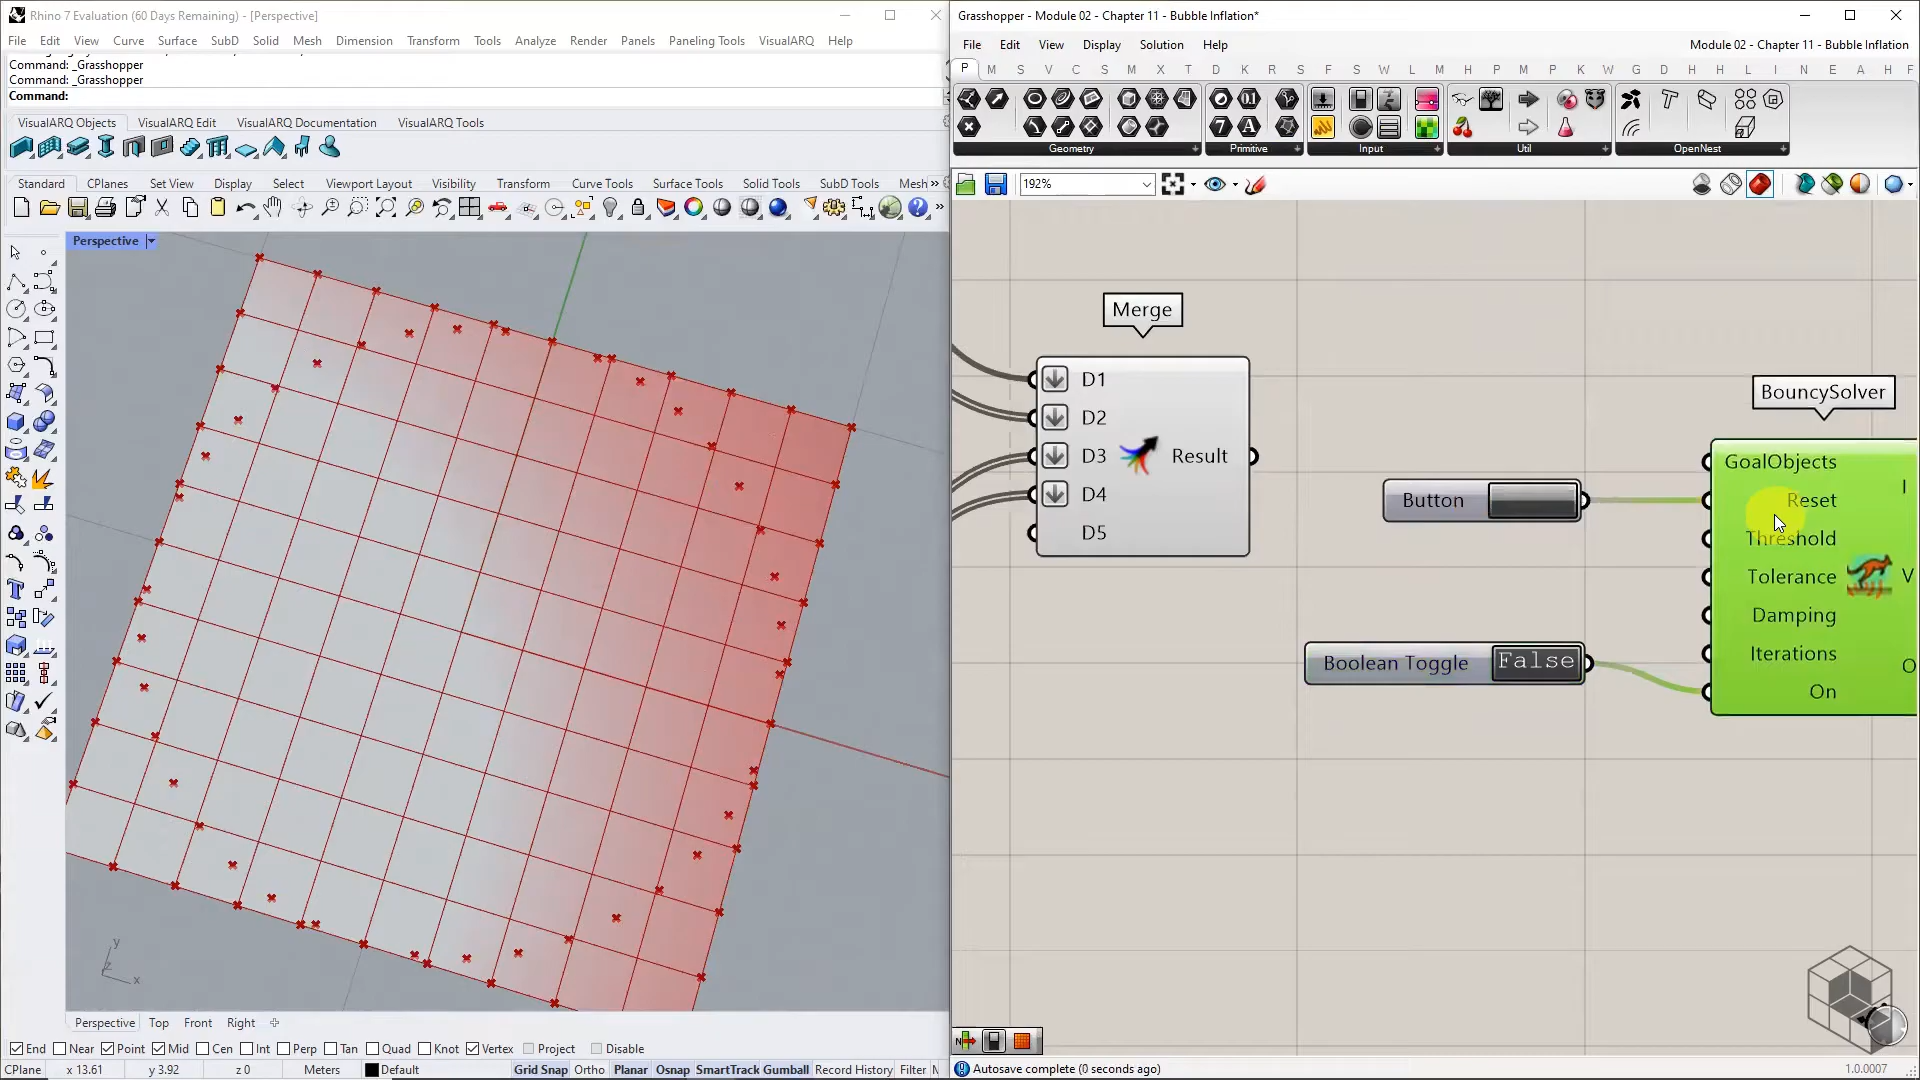 Rhino 7 Evaluation (60 Days Remaining) - [Perspective]
File Edit View Curve Surface SubD Solid Mesh Dimension Transform Tools Analyze Render Panels Paneling Tools VisualARQ Help
Command: _Grasshopper
Command: _Grasshopper
Command:
VisualARQ Objects VisualARQ Edit VisualARQ Documentation VisualARQ Tools
Standard CPlanes Set View Display Select Viewport Layout Visibility Transform Curve Tools Surface Tools Solid Tools SubD Tools Mesh
Perspective
y
z
x
Perspective Top Front Right
End Near Point Mid Cen Int Perp Tan Quad Knot Vertex Project Disable
CPlane x 13.61 y 3.92 z 0 Meters Default Grid Snap Ortho Planar Osnap SmartTrack Gumball Record History Filter
Grasshopper - Module 02 - Chapter 11 - Bubble Inflation*
File Edit View Display Solution Help
Module 02 - Chapter 11 - Bubble Inflation
P M S V C S M X T D K R S F S W L M H P M P K W G D H H L I N E A H F
Geometry Primitive Input Util OpenNest
192%
Merge
D1
D2
D3 Result
D4
D5
BouncySolver
GoalObjects
I
Button Reset
Threshold
Tolerance V
Damping
Iterations
O
Boolean Toggle False
On
Autosave complete (0 seconds ago)
1.0.0007